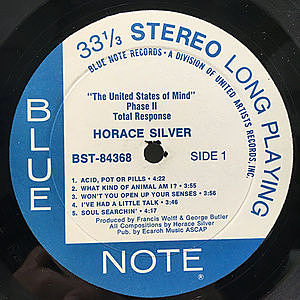 33⅓ STEREO LONG PLAYING
BLUE NOTE RECORDS • A DIVISION OF UNITED ARTISTS RECORDS, INC.
"The United States of Mind"
Phase II
Total Response
HORACE SILVER
BST-84368 SIDE 1
1. ACID, POT OR PILLS • 4:22
2. WHAT KIND OF ANIMAL AM I? • 3:55
3. WON'T YOU OPEN UP YOUR SENSES • 3:56
4. I'VE HAD A LITTLE TALK • 3:46
5. SOUL SEARCHIN' • 4:17
Produced by Francis Wolff & George Butler
All Compositions by Horace Silver
Pub. by Ecaroh Music ASCAP
BLUE
NOTE ®